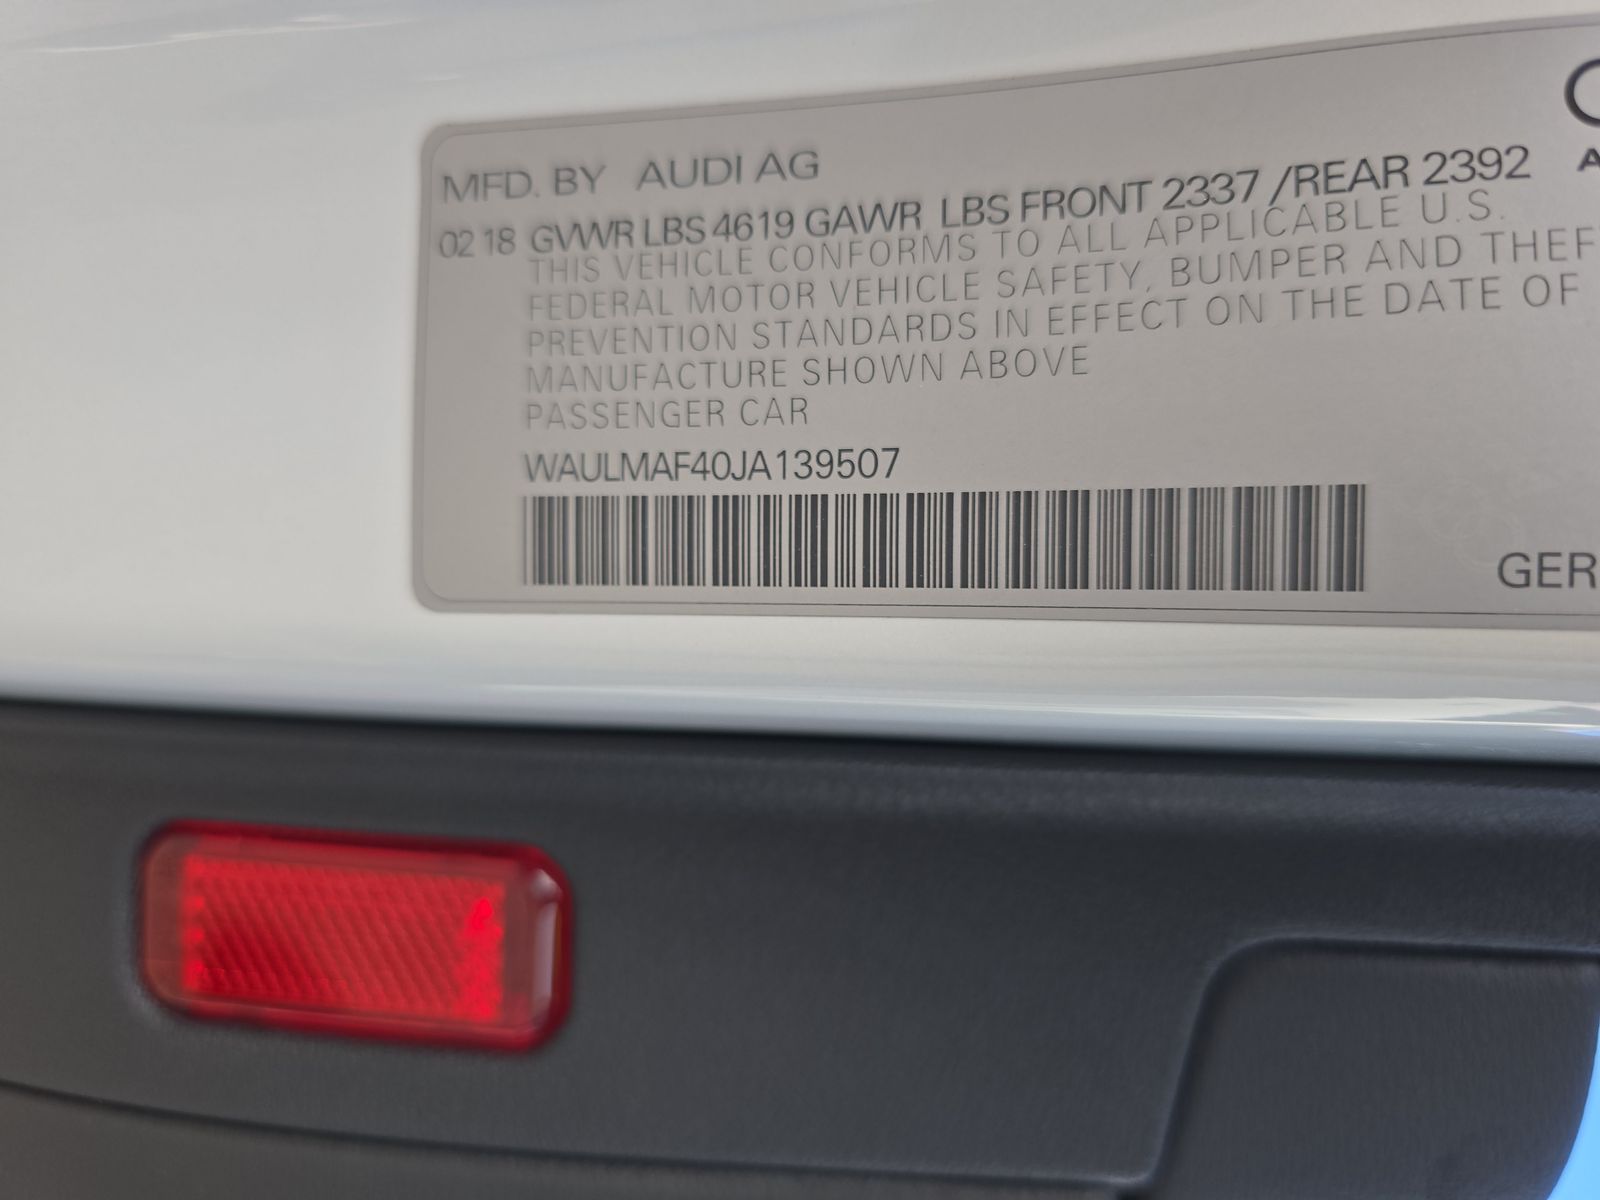 MFD. BY AUDI AG
02 18 GVWR LBS 4619 GAWR LBS FRONT 2337 /REAR 2392
THIS VEHICLE CONFORMS TO ALL APPLICABLE U.S.
FEDERAL MOTOR VEHICLE SAFETY, BUMPER AND THEF
PREVENTION STANDARDS IN EFFECT ON THE DATE OF
MANUFACTURE SHOWN ABOVE
PASSENGER CAR
WAULMAF40JA139507
GER